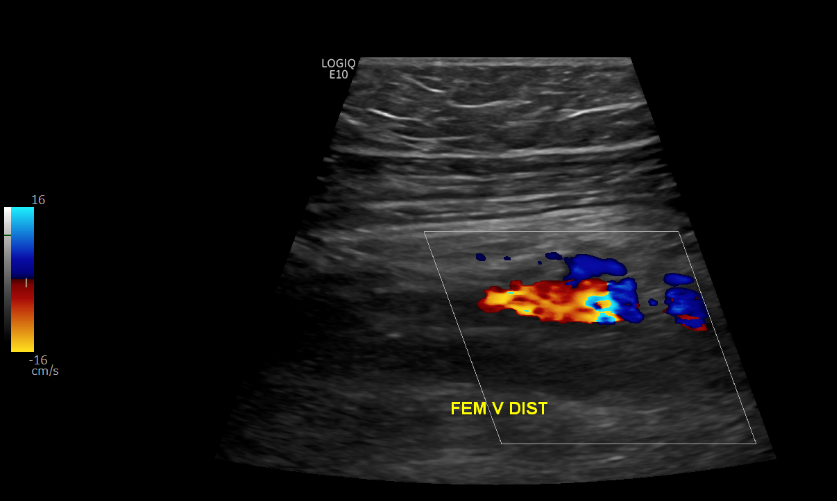 LOGIQ
E10
16
-16
cm/s
FEM V DIST